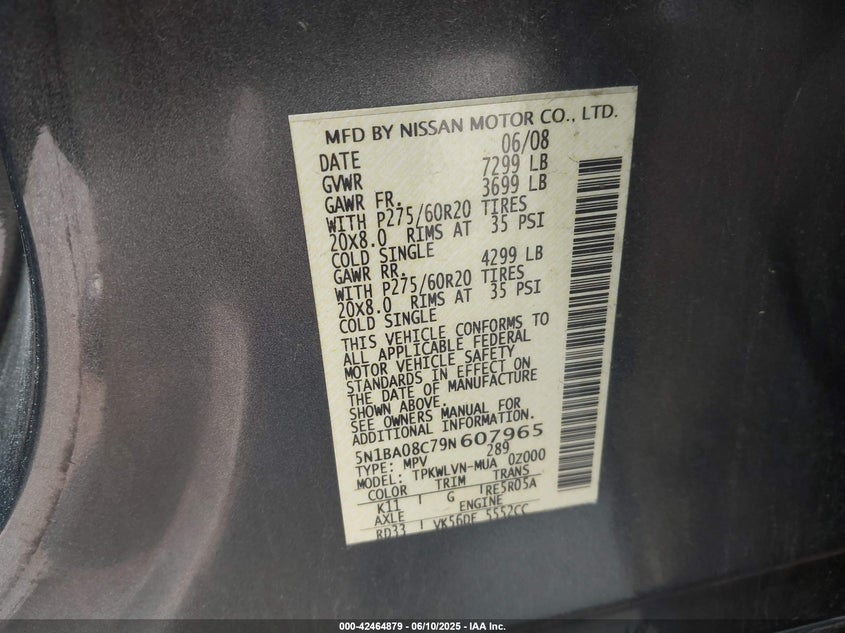 MFD BY NISSAN MOTOR CO., LTD.
DATE 06/08
GVWR 7299 LB
GAWR FR. 3699 LB
WITH P275/60R20 TIRES
20X8.0 RIMS AT 35 PSI
COLD SINGLE
GAWR RR. 4299 LB
WITH P275/60R20 TIRES
20X8.0 RIMS AT 35 PSI
COLD SINGLE
THIS VEHICLE CONFORMS TO
ALL APPLICABLE FEDERAL
MOTOR VEHICLE SAFETY
STANDARDS IN EFFECT ON
THE DATE OF MANUFACTURE
SHOWN ABOVE.
SEE OWNERS MANUAL FOR
ADDITIONAL INFORMATION.
5N1BA08C79N607965
TYPE: MPV 289
MODEL: TPKWLVN-MUA 0Z000
COLOR TRIM TRANS
K11 G RE5R05A
AXLE ENGINE
RD33 VK56DE 5552CC
000-42464879 - 06/10/2025 - IAA Inc.